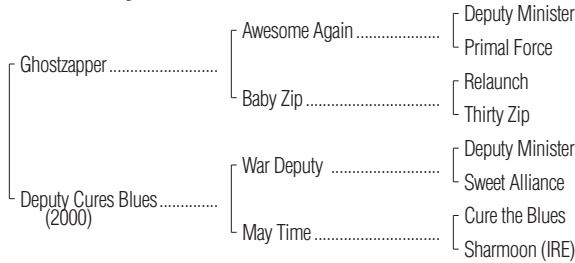 Deputy Minister
Awesome Again ....................
Primal Force
Ghostzapper ..........................
Relaunch
Baby Zip ................................
Thirty Zip
Deputy Minister
War Deputy ..........................
Sweet Alliance
Deputy Cures Blues ..............
(2000)
Cure the Blues
May Time ..............................
Sharmoon (IRE)